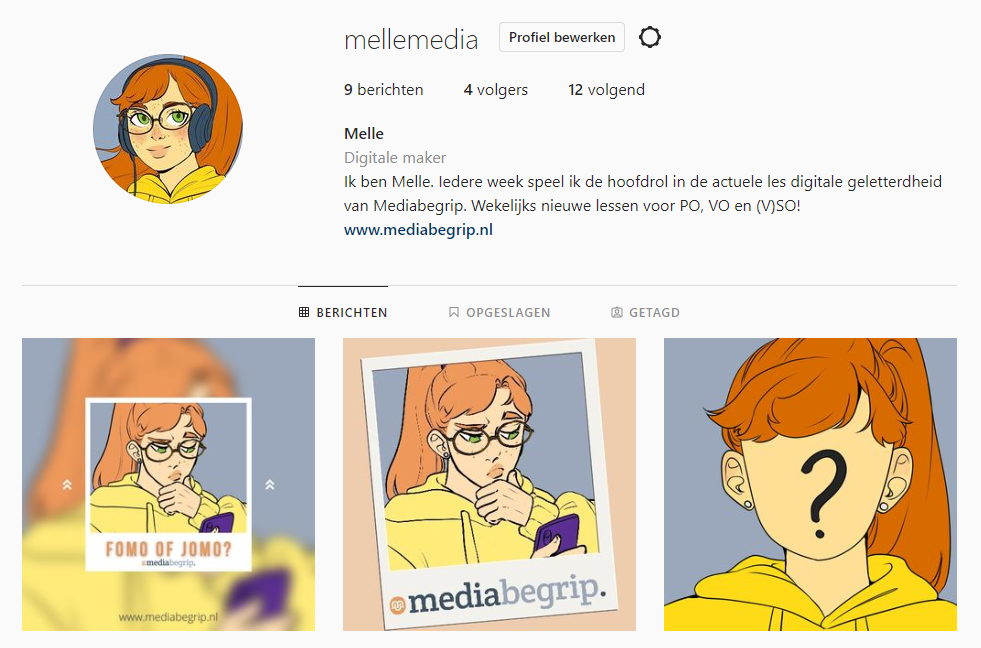 mellemedia Profiel bewerken
9 berichten 4 volgers 12 volgend
Melle
Digitale maker
Ik ben Melle. Iedere week speel ik de hoofdrol in de actuele les digitale geletterdheid
van Mediabegrip. Wekelijks nieuwe lessen voor PO, VO en (V)SO!
www.mediabegrip.nl
BERICHTEN OPGESLAGEN GETAGD
FOMO OF JOMO?
mediabegrip.
www.mediabegrip.nl
mediabegrip.
?